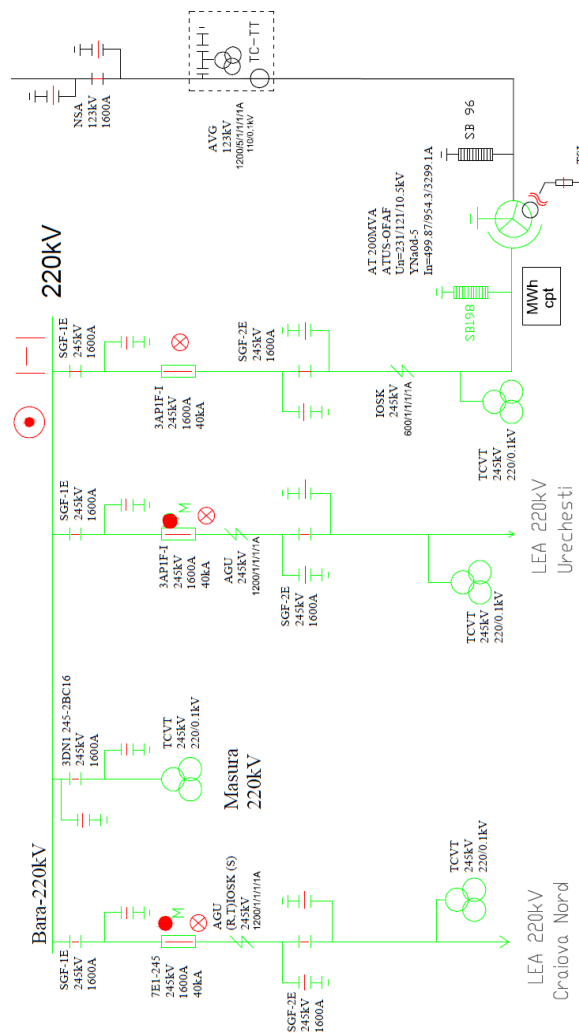 NSA
123kV
1600A
AVG
123kV
1200/5/1/1/1/1A
110/0.1kV
TC-TT
SB 96
AT 200MVA
ATUS-OFAF
Un=231/121/10.5kV
YNa0d-5
In=499.87/954.3/3299.1A
TSI
SB198
MWh
cpt
220kV
SGF-1E
245kV
1600A
3AP1F-I
245kV
1600A
40kA
SGF-2E
245kV
1600A
IOSK
245kV
600/1/1/1/1A
TCVT
245kV
220/0.1kV
SGF-1E
245kV
1600A
3AP1F-I
245kV
1600A
40kA
M
AGU
245kV
1200/1/1/1/1A
SGF-2E
245kV
1600A
TCVT
245kV
220/0.1kV
LEA 220kV
Urechesti
3DN1 245-2BC16
245kV
1600A
TCVT
245kV
220/0.1kV
Masura
220kV
Bara-220kV
SGF-1E
245kV
1600A
7E1-245
245kV
1600A
40kA
M
AGU
(R,T)IOSK (S)
245kV
1200/1/1/1/1A
SGF-2E
245kV
1600A
TCVT
245kV
220/0.1kV
LEA 220kV
Craiova Nord